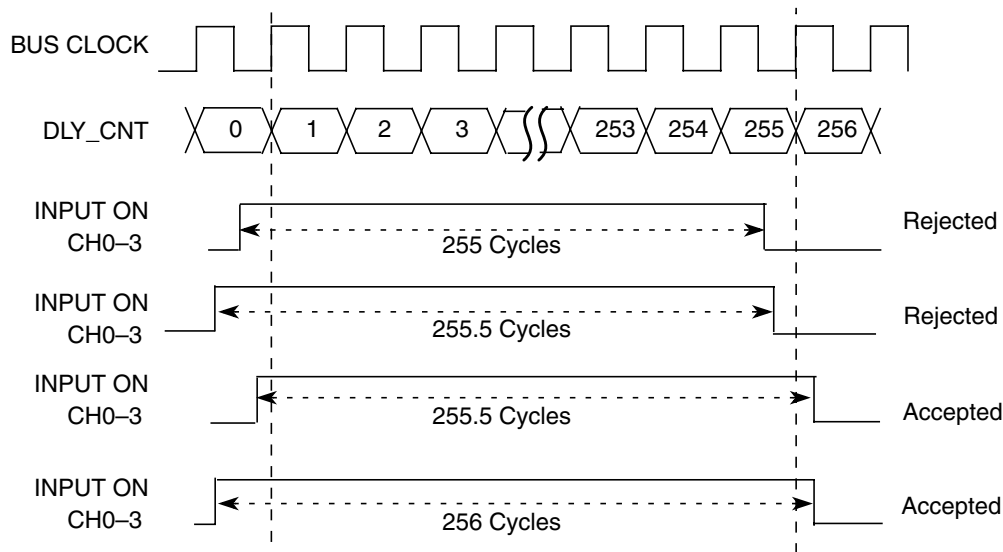 BUS CLOCK
DLY_CNT
0 1 2 3 253 254 255 256
INPUT ON
CH0–3
255 Cycles
Rejected
INPUT ON
CH0–3
255.5 Cycles
Rejected
INPUT ON
CH0–3
255.5 Cycles
Accepted
INPUT ON
CH0–3
256 Cycles
Accepted